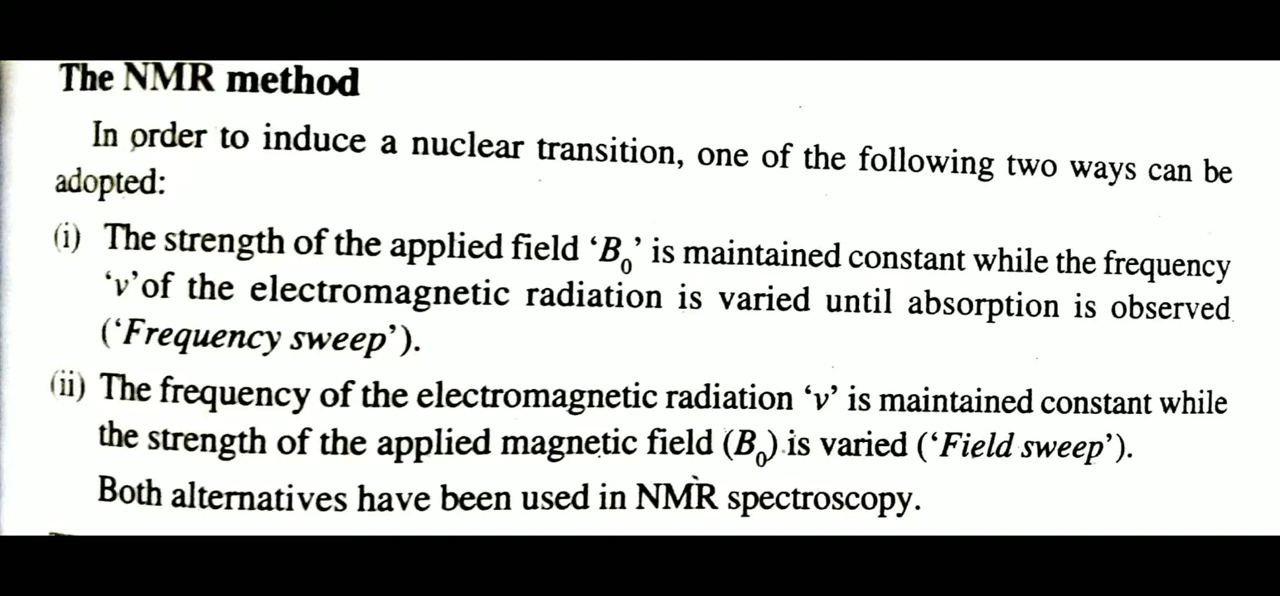 The NMR method
In order to induce a nuclear transition, one of the following two ways can be
adopted:
(i) The strength of the applied field ‘B₀’ is maintained constant while the frequency
‘ν’of the electromagnetic radiation is varied until absorption is observed
(‘Frequency sweep’).
(ii) The frequency of the electromagnetic radiation ‘ν’ is maintained constant while
the strength of the applied magnetic field (B₀) is varied (‘Field sweep’).
Both alternatives have been used in NMR spectroscopy.